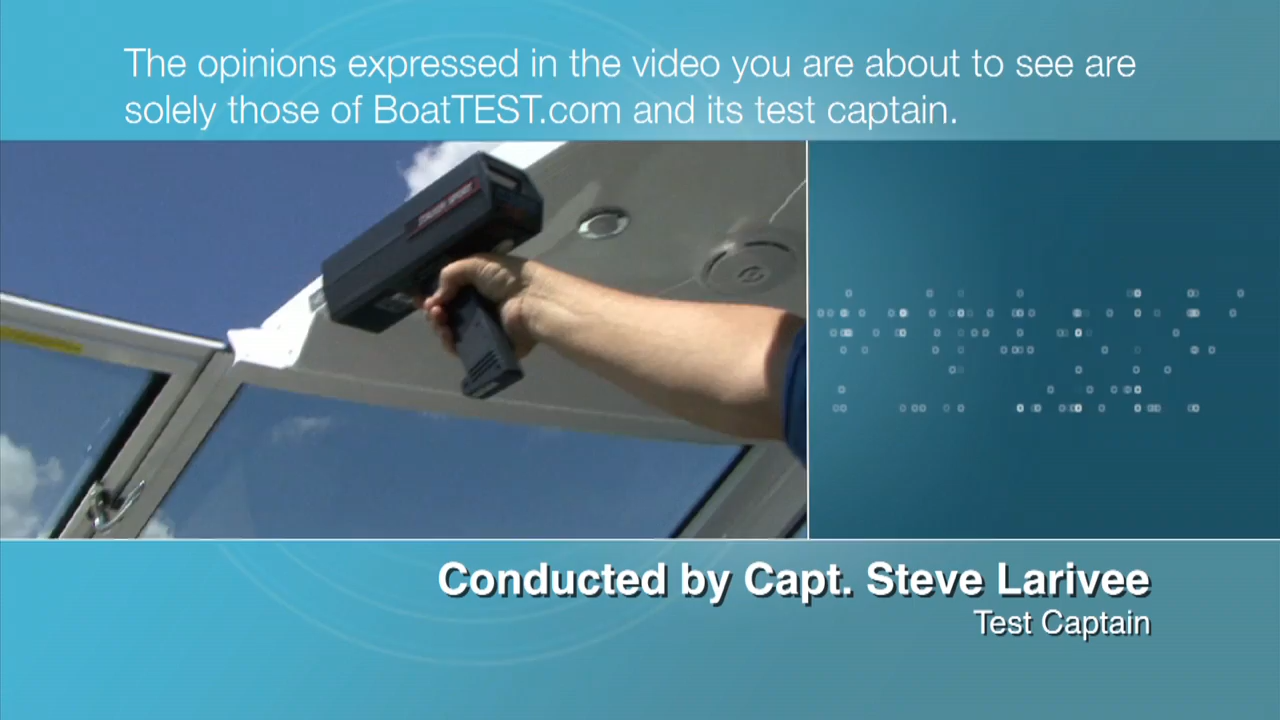 The opinions expressed in the video you are about to see are
solely those of BoatTEST.com and its test captain.
Conducted by Capt. Steve Larivee
Test Captain